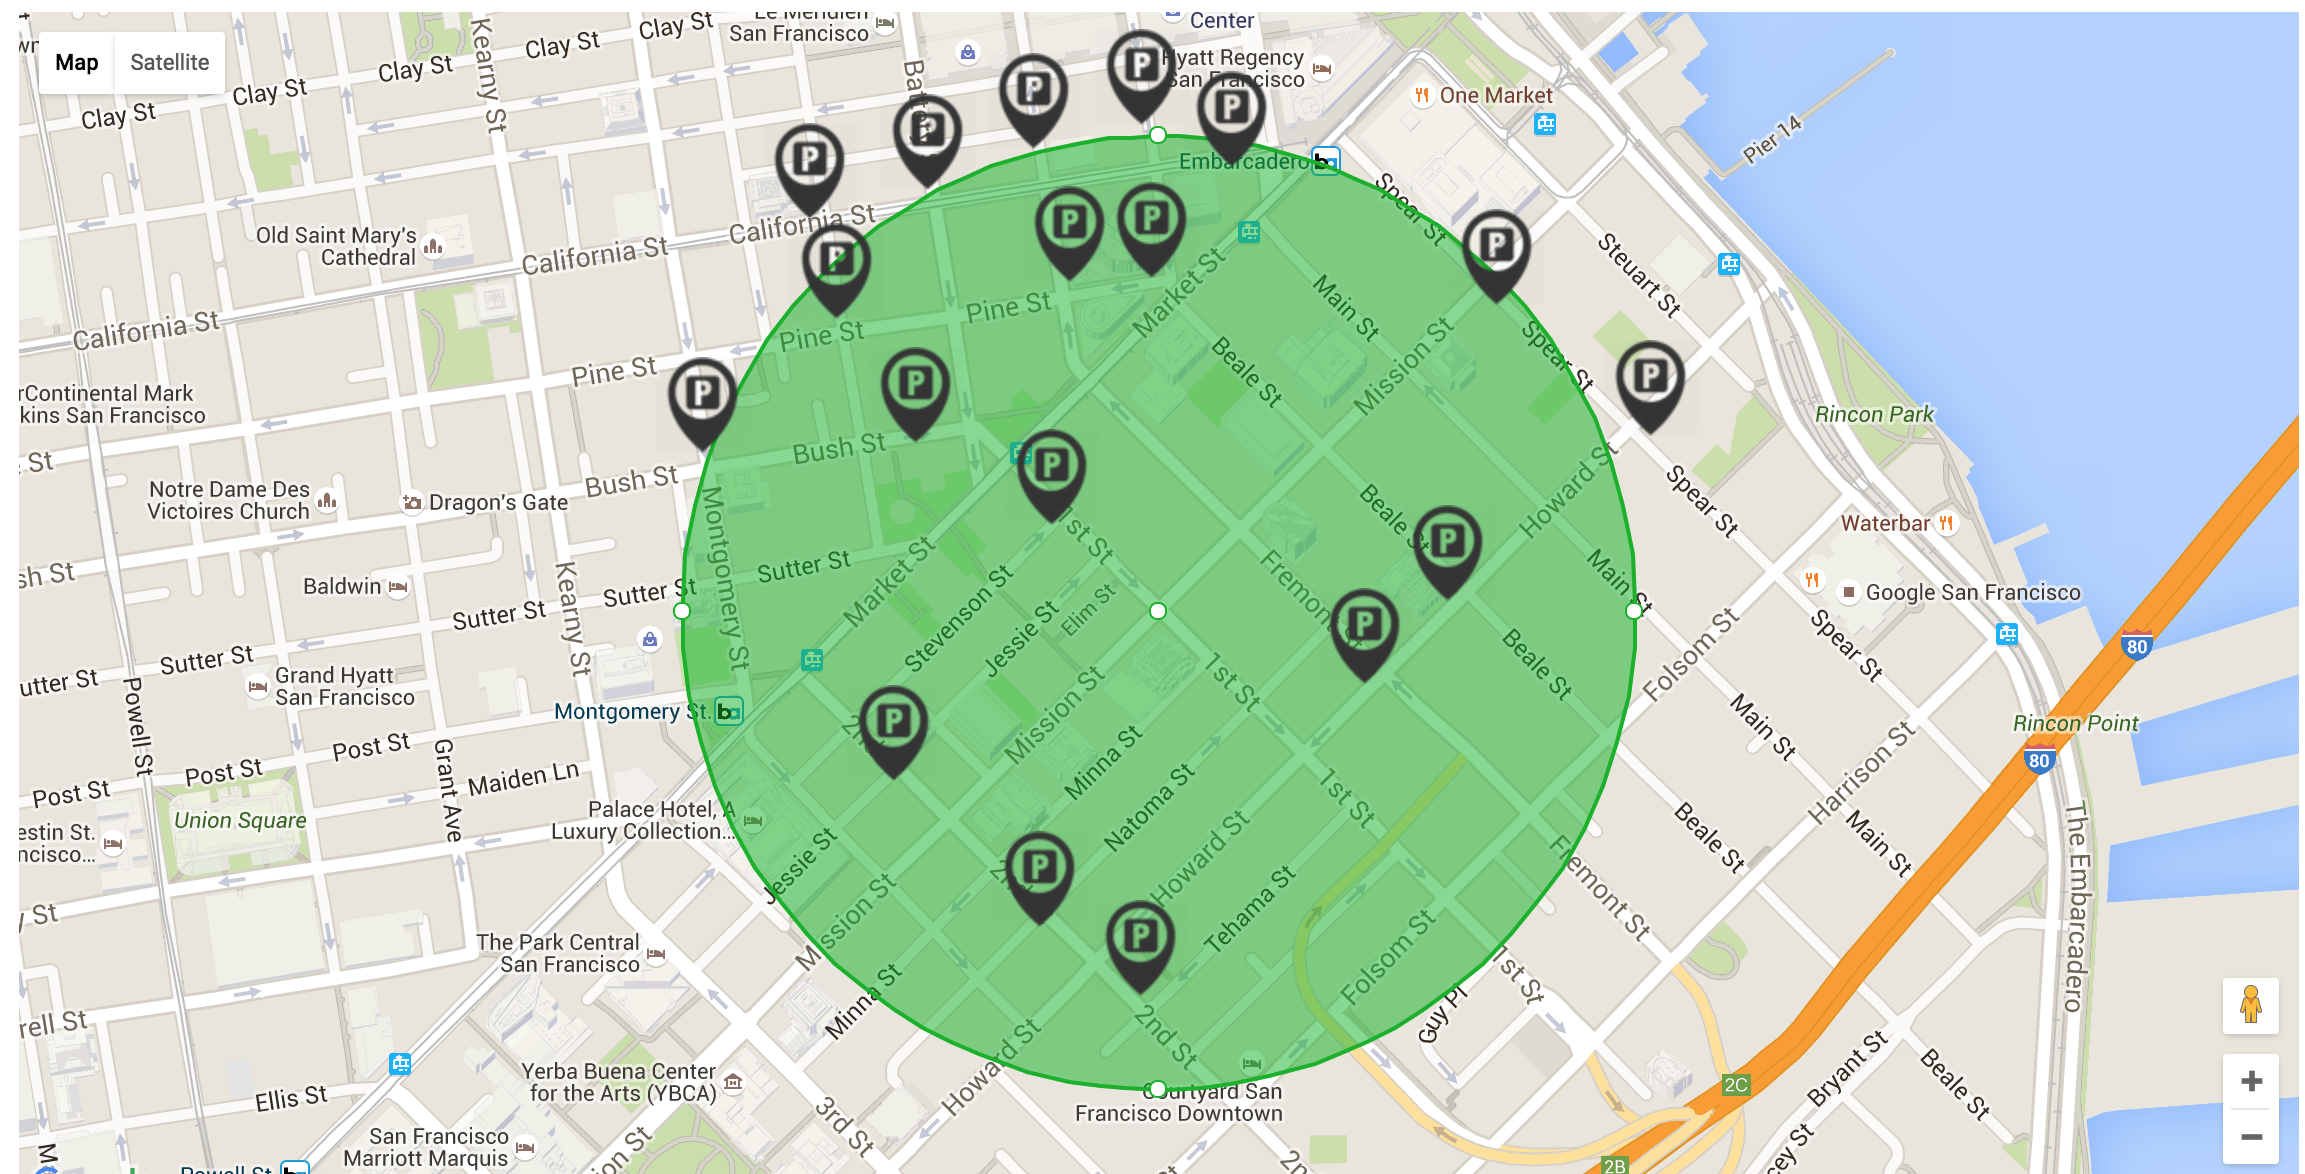 Map
Satellite
Clay St
Clay St
Clay St
Clay St
Clay St
Kearny St
Le Meridien
San Francisco
Center
Hyatt Regency
San Francisco
One Market
Pier 14
Embarcadero
Old Saint Mary's
Cathedral
California St
California St
California St
Spear St
Steuart St
Market St
Main St
Pine St
Pine St
Pine St
Mission St
Beale St
Spear St
rContinental Mark
kins San Francisco
Rincon Park
St
Bush St
Bush St
Howard St
Spear St
Notre Dame Des
Victoires Church
Dragon's Gate
Montgomery St
1st St
Beale St
Waterbar
sh St
Baldwin
Kearny St
Sutter St
Sutter St
Sutter St
Market St
Stevenson St
Jessie St
Elim St
Fremont St
Main St
Google San Francisco
Sutter St
utter St
Grand Hyatt
San Francisco
Powell St
Montgomery St.
Mission St
1st St
Beale St
Folsom St
Spear St
80
Rincon Point
80
Post St
Post St
Post St
Grant Ave
Maiden Ln
Minna St
Natoma St
1st St
Main St
Harrison St
Union Square
estin St.
ncisco...
Palace Hotel, A
Luxury Collection...
Jessie St
Howard St
Tehama St
Fremont St
Beale St
Main St
The Embarcadero
y St
The Park Central
San Francisco
Mission St
Minna St
Folsom St
1st St
Guy Pl
rell St
2nd St
Howard St
Yerba Buena Center
for the Arts (YBCA)
Courtyard San
Francisco Downtown
Ellis St
3rd St
2C
Bryant St
Beale St
San Francisco
Marriott Marquis
Powell St
ion St
2B
cey St